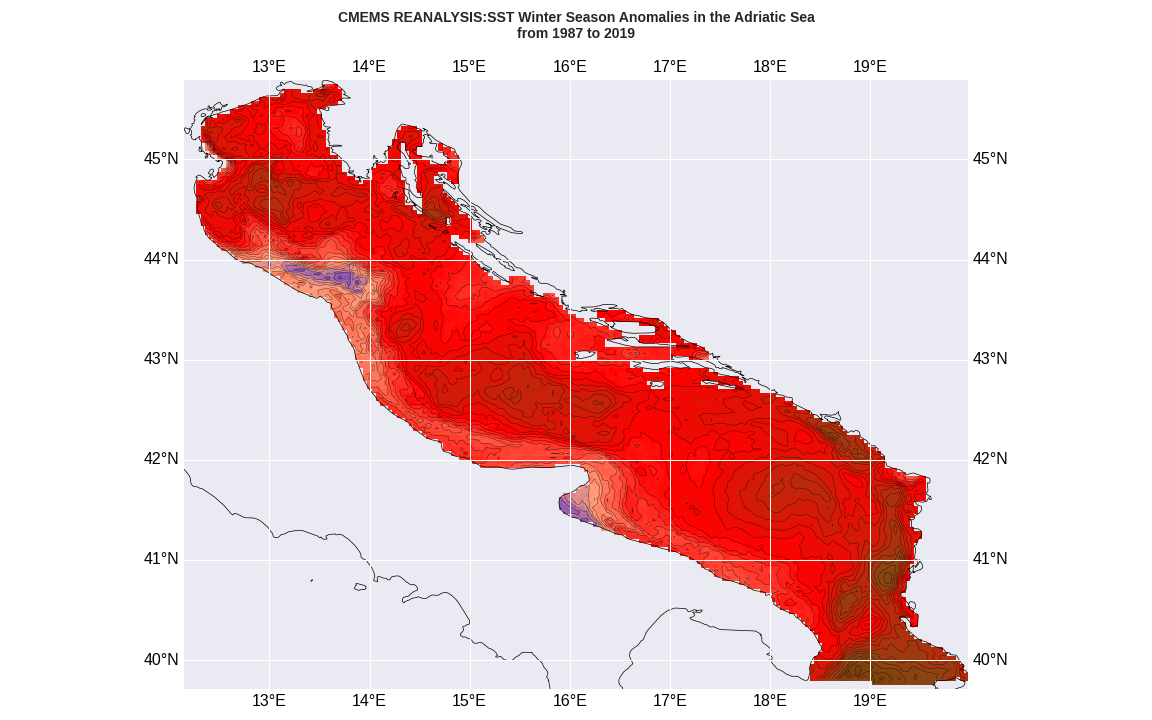 CMEMS REANALYSIS:SST Winter Season Anomalies in the Adriatic Sea
from 1987 to 2019
13°E 14°E 15°E 16°E 17°E 18°E 19°E
45°N 45°N
44°N 44°N
43°N 43°N
42°N 42°N
41°N 41°N
40°N 40°N
13°E 14°E 15°E 16°E 17°E 18°E 19°E